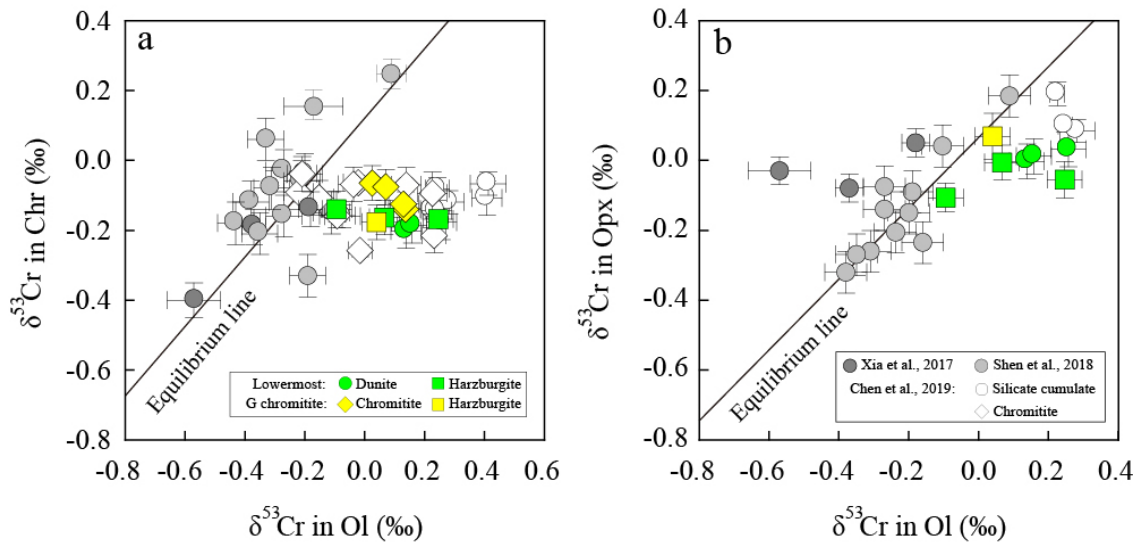 a
0.4
0.2
0.0
-0.2
-0.4
-0.6
-0.8
δ⁵³Cr in Chr (‰)
Equilibrium line
Lowermost: Dunite Harzburgite
G chromitite: Chromitite Harzburgite
-0.8 -0.6 -0.4 -0.2 0.0 0.2 0.4 0.6
δ⁵³Cr in Ol (‰)
b
0.4
0.2
0.0
-0.2
-0.4
-0.6
-0.8
δ⁵³Cr in Opx (‰)
Equilibrium line
Xia et al., 2017 Shen et al., 2018
Chen et al., 2019: Silicate cumulate
Chromitite
-0.8 -0.6 -0.4 -0.2 0.0 0.2 0.4
δ⁵³Cr in Ol (‰)